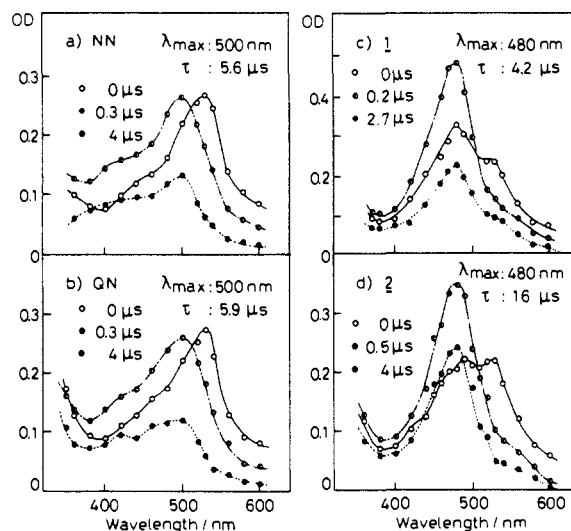 OD
a) NN
λmax : 500 nm
τ : 5.6 μs
0 μs
0.3 μs
4 μs
0.3
0.2
0.1
0
b) QN
λmax : 500 nm
τ : 5.9 μs
0 μs
0.3 μs
4 μs
0.3
0.2
0.1
0
400
500
600
Wavelength / nm
OD
c) 1
λmax : 480 nm
τ : 4.2 μs
0 μs
0.2 μs
2.7 μs
0.4
0.2
0
d) 2
λmax : 480 nm
τ : 16 μs
0 μs
0.5 μs
4 μs
0.3
0.2
0.1
0
400
500
600
Wavelength / nm